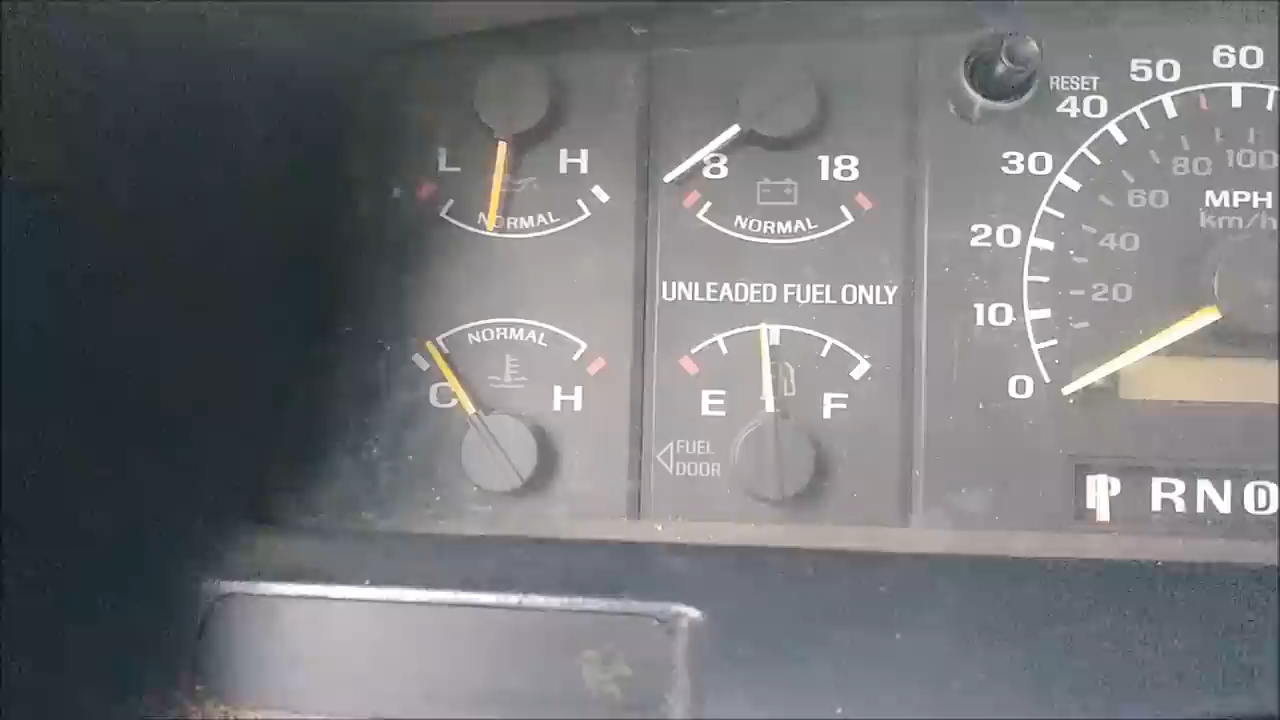 L H
NORMAL
8 18
NORMAL
UNLEADED FUEL ONLY
NORMAL
C H
E F
FUEL
DOOR
RESET
0 10 20 30 40 50 60
20 40 60 80 100
MPH
km/h
P R N D